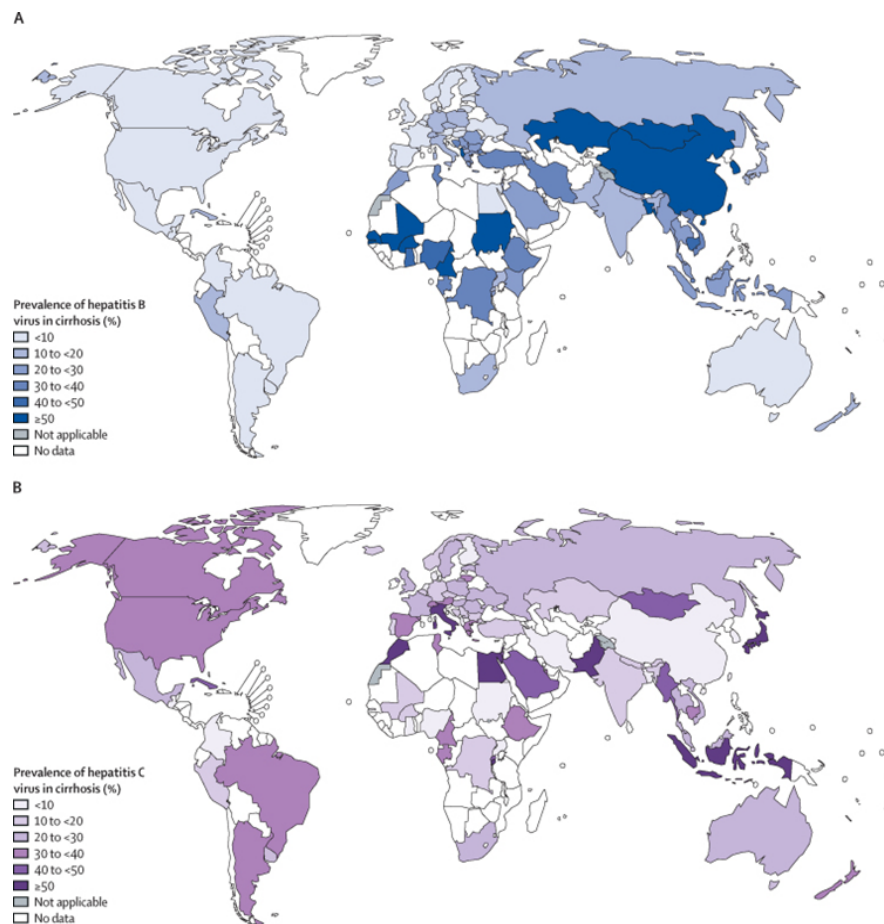 A
Prevalence of hepatitis B
virus in cirrhosis (%)
<10
10 to <20
20 to <30
30 to <40
40 to <50
≥50
Not applicable
No data
B
Prevalence of hepatitis C
virus in cirrhosis (%)
<10
10 to <20
20 to <30
30 to <40
40 to <50
≥50
Not applicable
No data